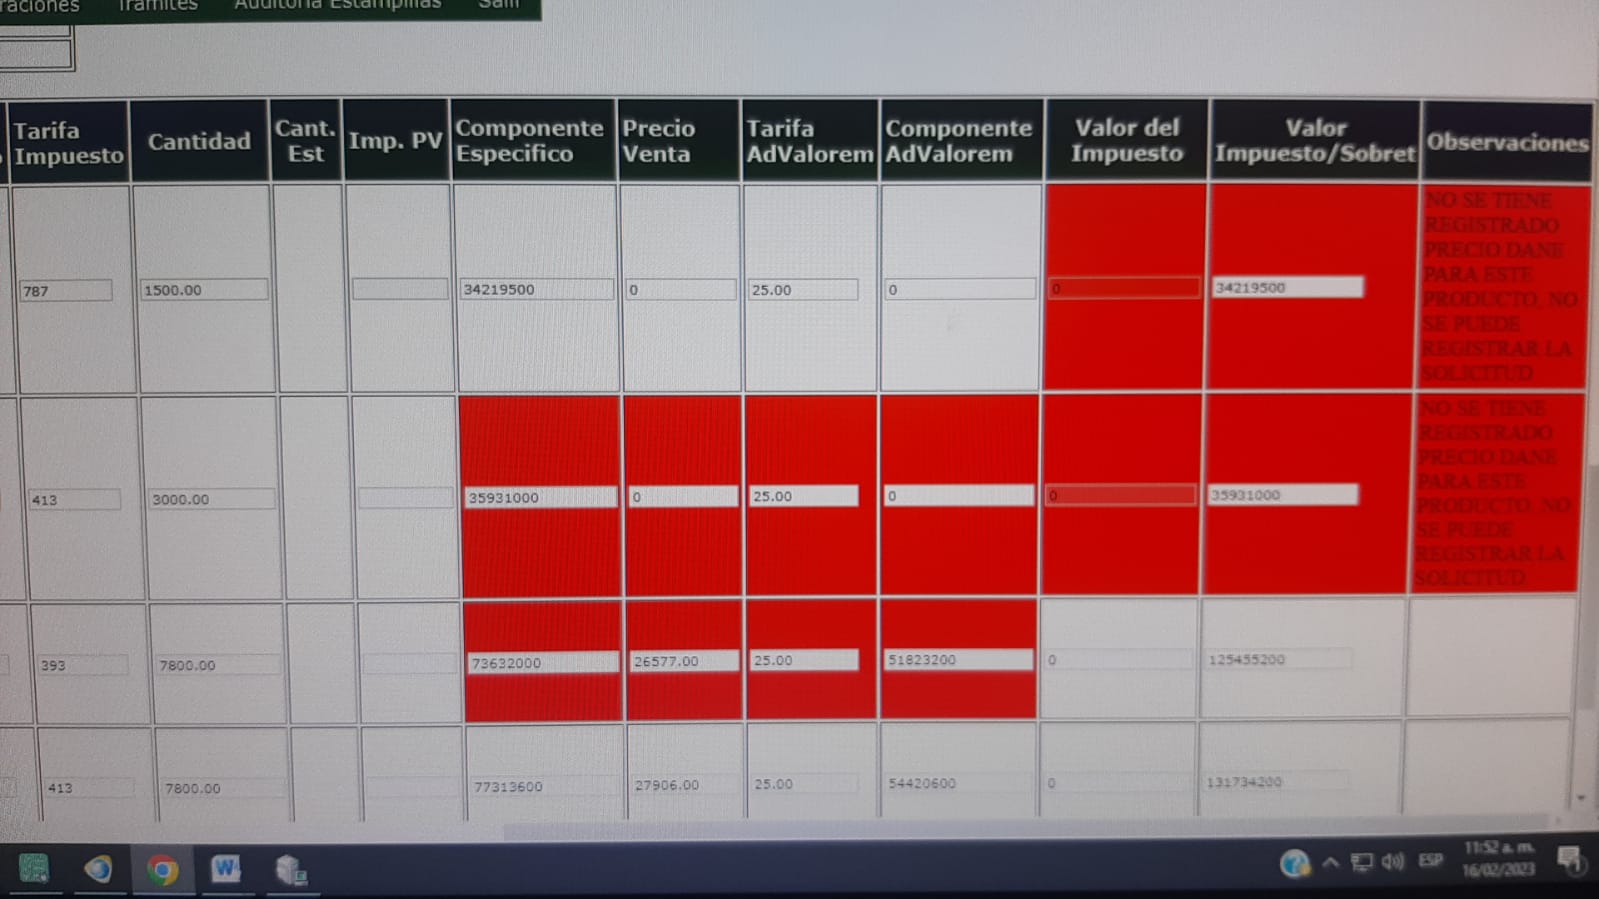 raciones Tramites Auditoria Estampillas Salir
Tarifa Impuesto Cantidad Cant. Est Imp. PV Componente Especifico Precio Venta Tarifa AdValorem Componente AdValorem Valor del Impuesto Valor Impuesto/Sobret Observaciones
787 1500.00 34219500 0 25.00 0 0 34219500
NO SE TIENE
REGISTRADO
PRECIO DANE
PARA ESTE
PRODUCTO, NO
SE PUEDE
REGISTRAR LA
SOLICITUD
413 3000.00 35931000 0 25.00 0 0 35931000
NO SE TIENE
REGISTRADO
PRECIO DANE
PARA ESTE
PRODUCTO, NO
SE PUEDE
REGISTRAR LA
SOLICITUD
393 7800.00 73632000 26577.00 25.00 51823200 0 125455200
413 7800.00 77313600 27906.00 25.00 54420600 0 131734200
W ESP 11:52 a. m.
16/02/2023 1